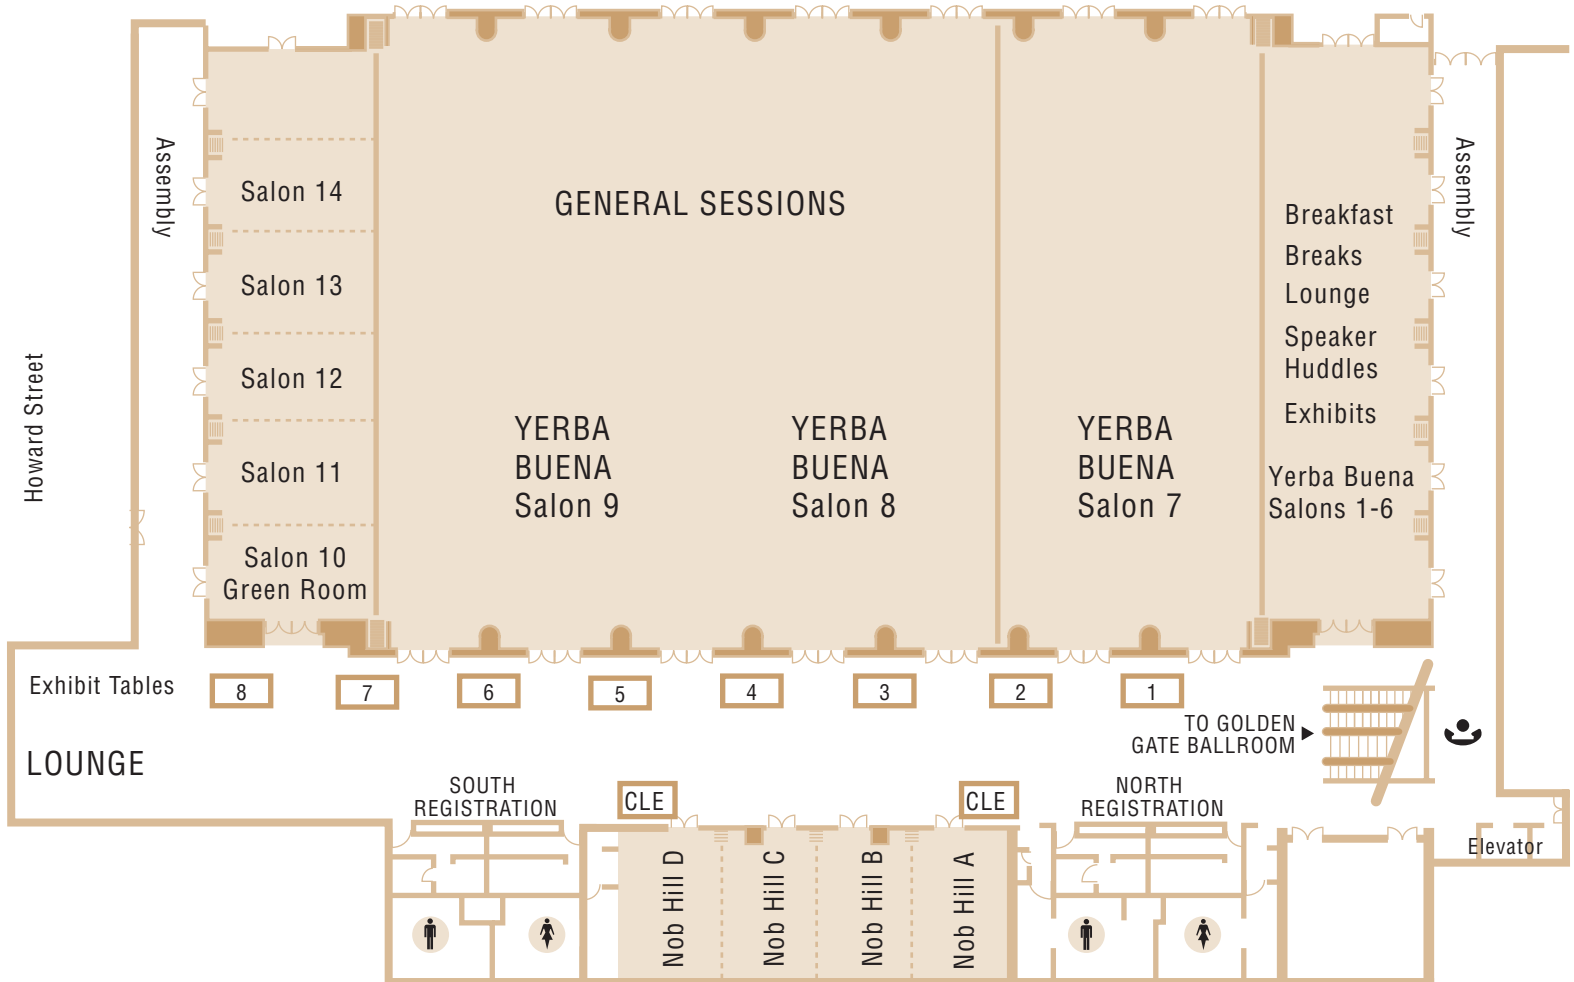 Howard Street
Assembly
Salon 14
Salon 13
Salon 12
Salon 11
Salon 10
Green Room
GENERAL SESSIONS
YERBA
BUENA
Salon 9
YERBA
BUENA
Salon 8
YERBA
BUENA
Salon 7
Breakfast
Breaks
Lounge
Speaker
Huddles
Exhibits
Yerba Buena
Salons 1-6
Assembly
Exhibit Tables
8
7
6
5
4
3
2
1
LOUNGE
TO GOLDEN
GATE BALLROOM
SOUTH
REGISTRATION
CLE
CLE
NORTH
REGISTRATION
Elevator
Nob Hill D
Nob Hill C
Nob Hill B
Nob Hill A